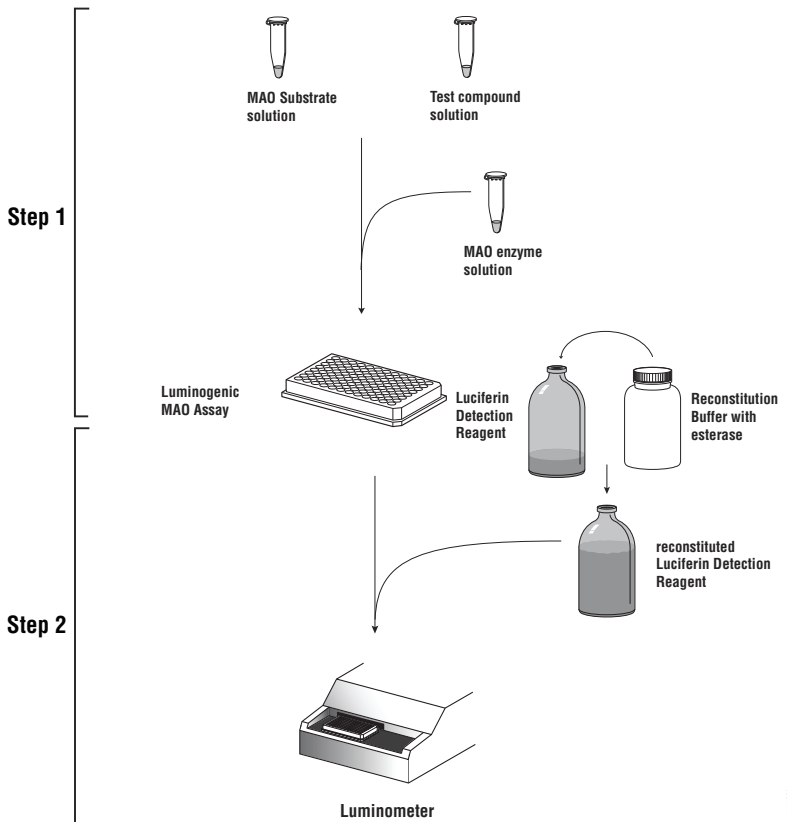 MAO Substrate
solution
Test compound
solution
Step 1
MAO enzyme
solution
Luminogenic
MAO Assay
Luciferin
Detection
Reagent
Reconstitution
Buffer with
esterase
reconstituted
Luciferin Detection
Reagent
Step 2
Luminometer